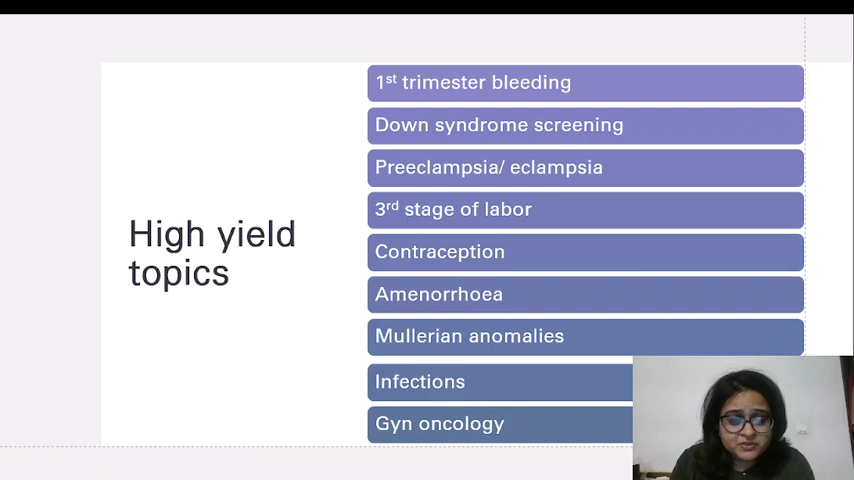 High yield
topics
1st trimester bleeding
Down syndrome screening
Preeclampsia/ eclampsia
3rd stage of labor
Contraception
Amenorrhoea
Mullerian anomalies
Infections
Gyn oncology